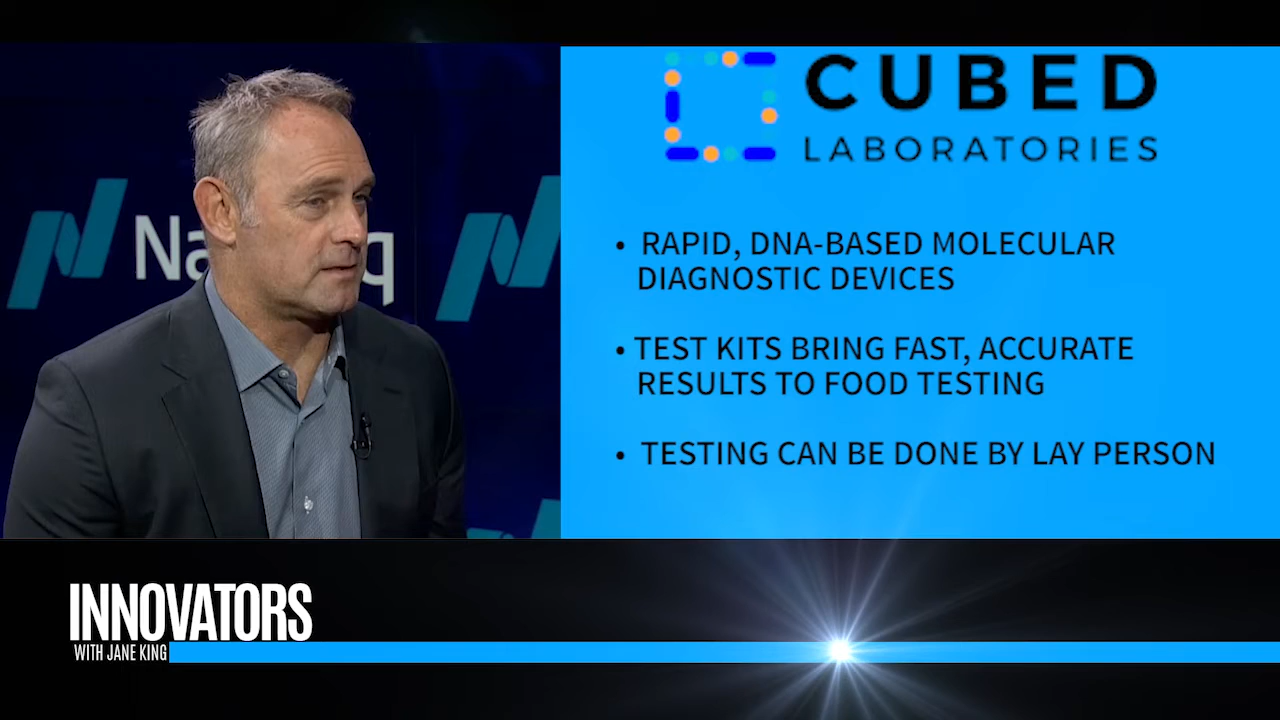 CUBED
LABORATORIES
Nasdaq
• RAPID, DNA-BASED MOLECULAR
DIAGNOSTIC DEVICES
• TEST KITS BRING FAST, ACCURATE
RESULTS TO FOOD TESTING
• TESTING CAN BE DONE BY LAY PERSON
INNOVATORS
WITH JANE KING